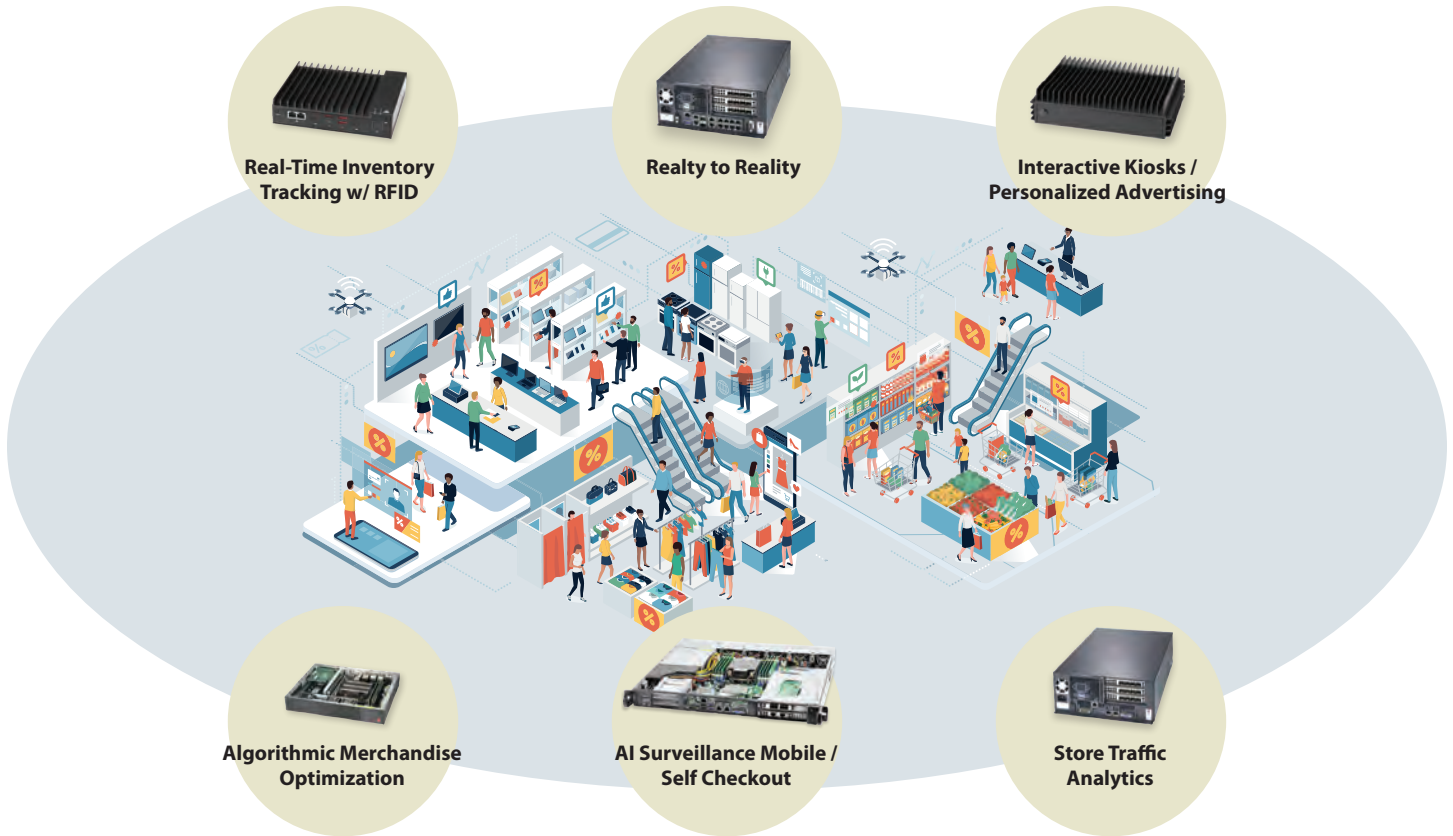 Real-Time Inventory
Tracking w/ RFID
Realty to Reality
Interactive Kiosks /
Personalized Advertising
%
%
%
%
%
%
%
%
%
%
Algorithmic Merchandise
Optimization
AI Surveillance Mobile /
Self Checkout
Store Traffic
Analytics